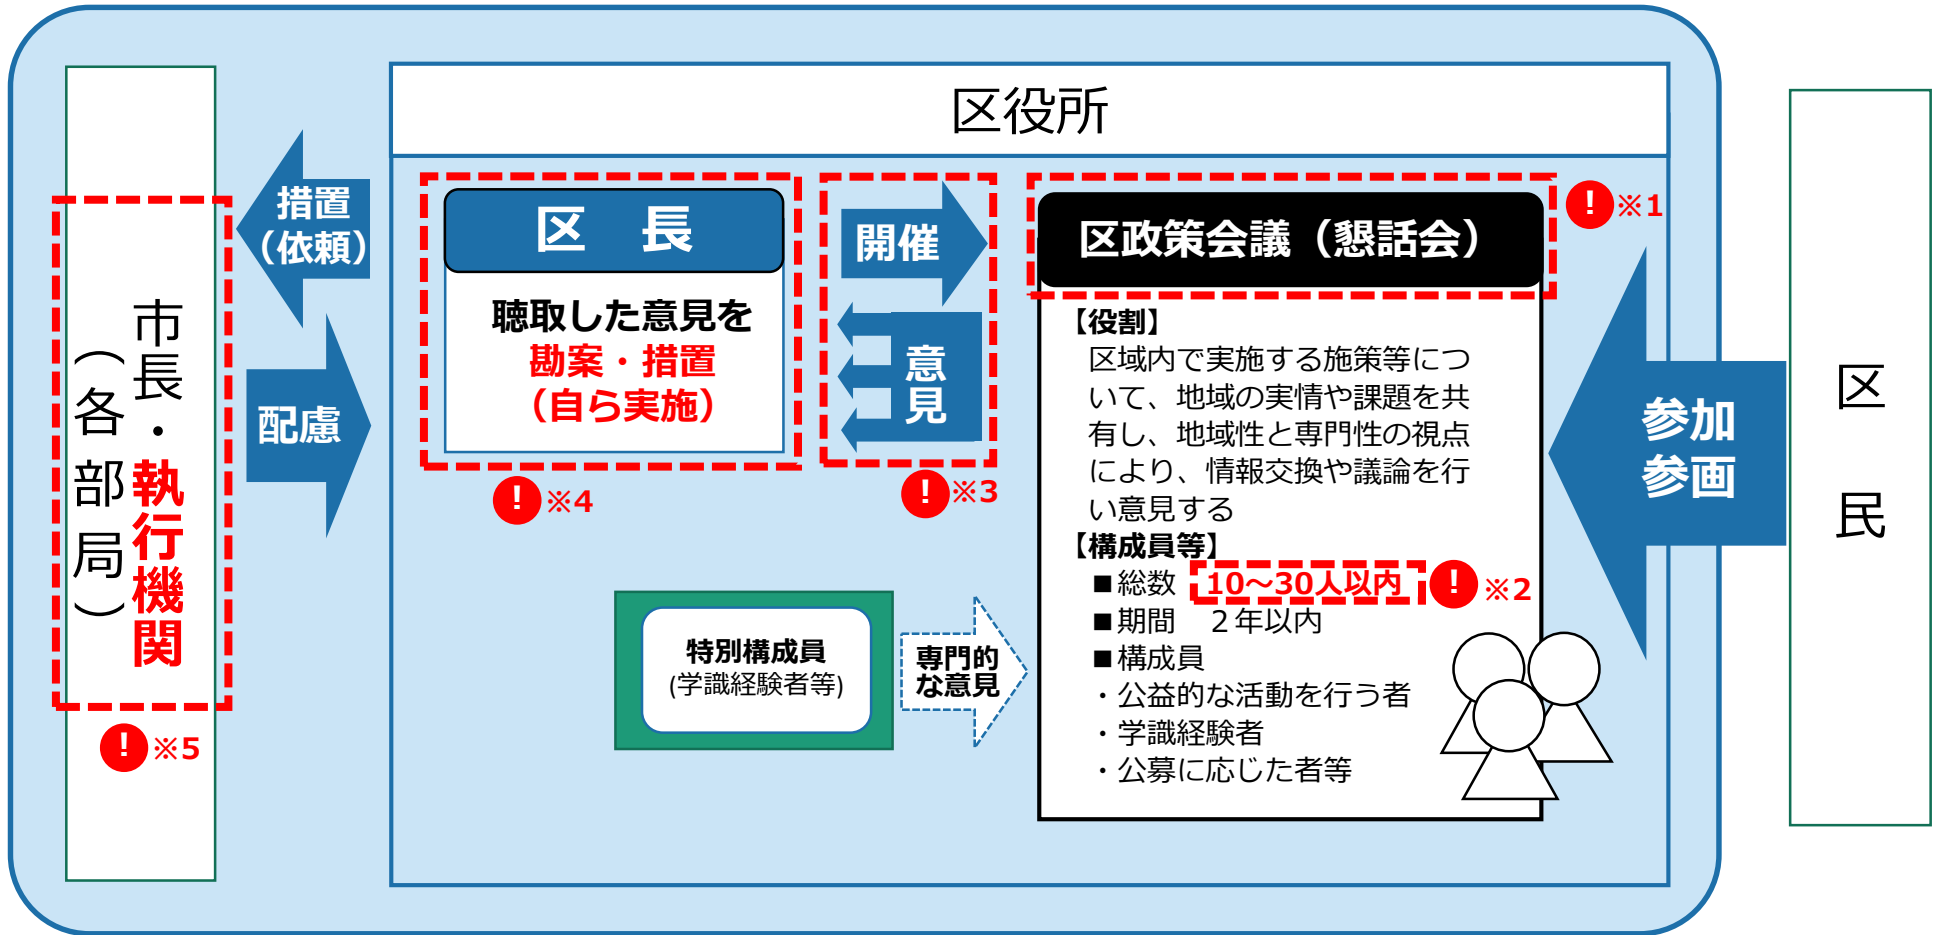 区役所
市長・執行機関
（各部局）
措置
（依頼）
配慮
区　長
聴取した意見を
勘案・措置
（自ら実施）
! ※4
開催
意見
! ※3
区政策会議（懇話会）
! ※1
【役割】
区域内で実施する施策等につ
いて、地域の実情や課題を共
有し、地域性と専門性の視点
により、情報交換や議論を行
い意見する
【構成員等】
■総数　10～30人以内
! ※2
■期間　２年以内
■構成員
・公益的な活動を行う者
・学識経験者
・公募に応じた者等
特別構成員
(学識経験者等)
専門的
な意見
参加
参画
区　民
! ※5